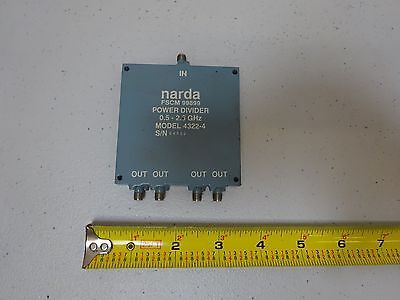 IN
narda
FSCM 99899
POWER DIVIDER
0.5 - 2.0 GHz
MODEL 4322-4
S/N
OUT OUT OUT OUT
1 2 3 4 5 6 7